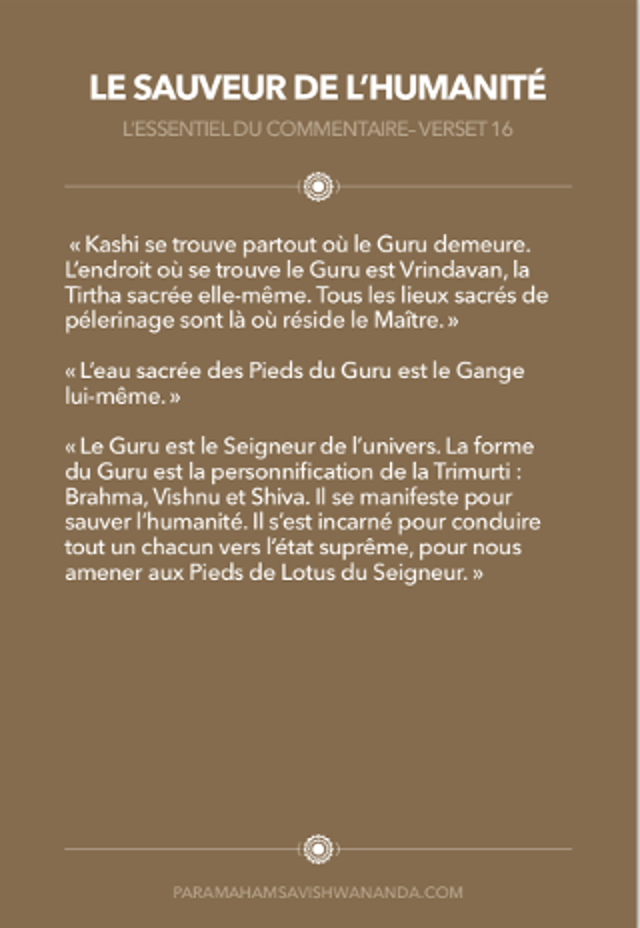 LE SAUVEUR DE L’HUMANITÉ
L’ESSENTIEL DU COMMENTAIRE– VERSET 16
« Kashi se trouve partout où le Guru demeure.
L’endroit où se trouve le Guru est Vrindavan, la
Tirtha sacrée elle-même. Tous les lieux sacrés de
pélerinage sont là où réside le Maître. »
« L’eau sacrée des Pieds du Guru est le Gange
lui-même. »
« Le Guru est le Seigneur de l’univers. La forme
du Guru est la personnification de la Trimurti :
Brahma, Vishnu et Shiva. Il se manifeste pour
sauver l’humanité. Il s’est incarné pour conduire
tout un chacun vers l’état suprême, pour nous
amener aux Pieds de Lotus du Seigneur. »
PARAMAHAMSAVISHWANANDA.COM